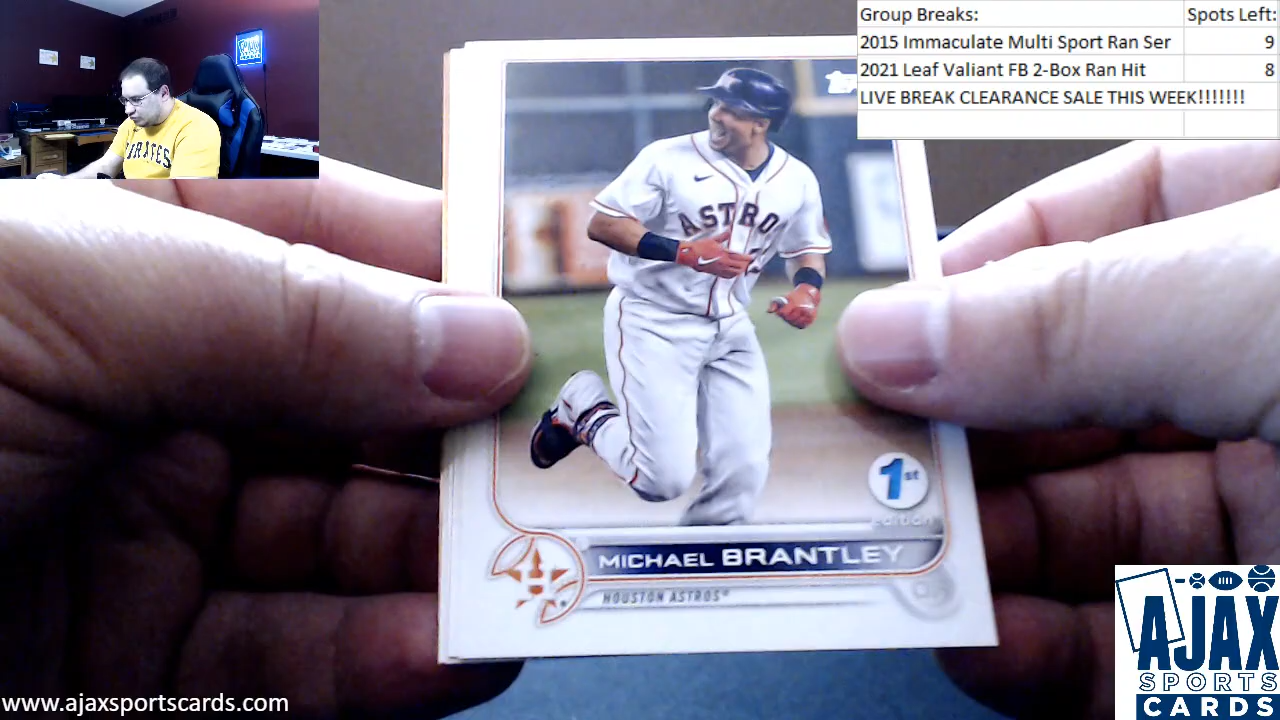 Group Breaks: Spots Left:
2015 Immaculate Multi Sport Ran Ser 9
2021 Leaf Valiant FB 2-Box Ran Hit 8
LIVE BREAK CLEARANCE SALE THIS WEEK!!!!!!!
PIRATES
ASTRO
1st
edition
MICHAEL BRANTLEY
HOUSTON ASTROS
AJAX
SPORTS
CARDS
www.ajaxsportscards.com